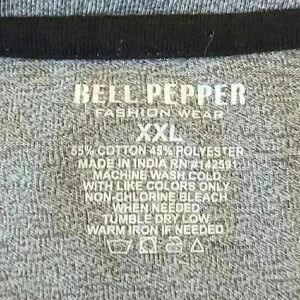 BELL PEPPER
FASHION WEAR
XXL
55% COTTON 45% POLYESTER
MADE IN INDIA RN#142591
MACHINE WASH COLD
WITH LIKE COLORS ONLY
NON-CHLORINE BLEACH
WHEN NEEDED
TUMBLE DRY LOW
WARM IRON IF NEEDED